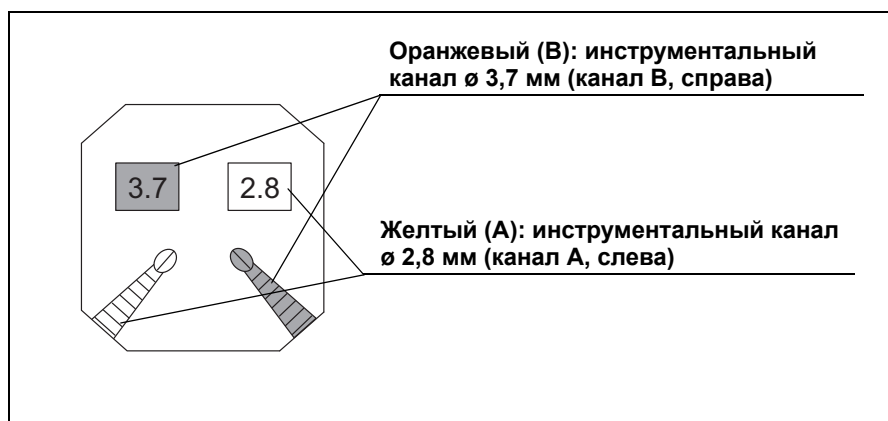 Оранжевый (B): инструментальный
канал ø 3,7 мм (канал B, справа)
3.7
2.8
Желтый (A): инструментальный канал
ø 2,8 мм (канал A, слева)